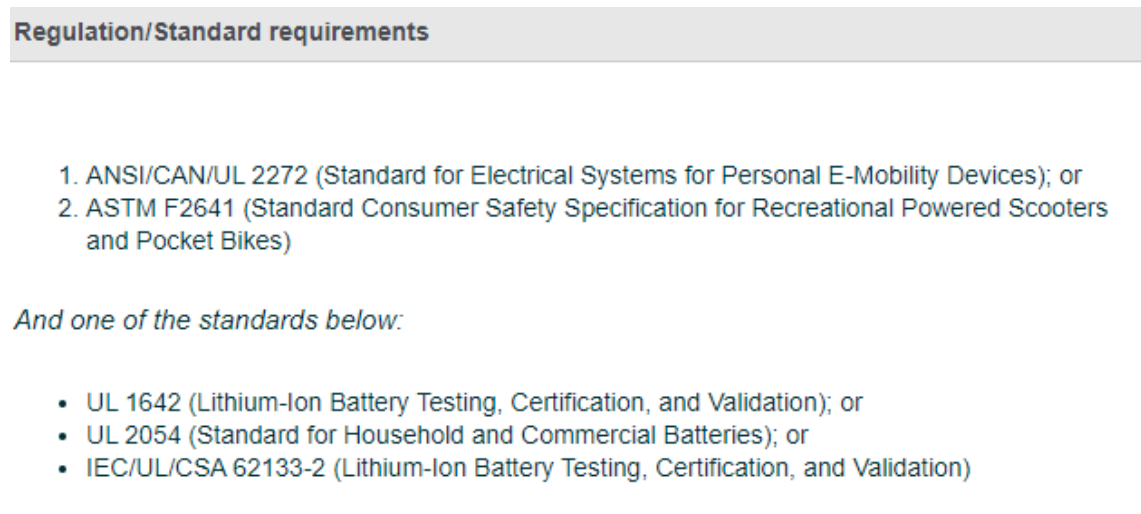 Regulation/Standard requirements
1. ANSI/CAN/UL 2272 (Standard for Electrical Systems for Personal E-Mobility Devices); or
2. ASTM F2641 (Standard Consumer Safety Specification for Recreational Powered Scooters
and Pocket Bikes)
And one of the standards below:
• UL 1642 (Lithium-Ion Battery Testing, Certification, and Validation); or
• UL 2054 (Standard for Household and Commercial Batteries); or
• IEC/UL/CSA 62133-2 (Lithium-Ion Battery Testing, Certification, and Validation)